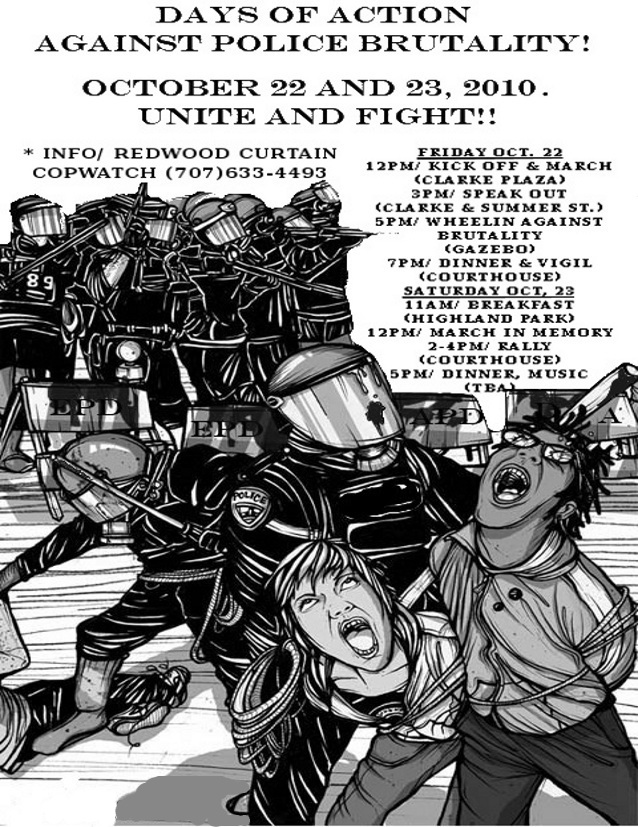 DAYS OF ACTION
AGAINST POLICE BRUTALITY!
OCTOBER 22 AND 23, 2010.
UNITE AND FIGHT!!
* INFO/ REDWOOD CURTAIN
COPWATCH (707)633-4493
FRIDAY OCT. 22
12PM/ KICK OFF & MARCH
(CLARKE PLAZA)
3PM/ SPEAK OUT
(CLARKE & SUMMER ST.)
5PM/ WHEELIN AGAINST
BRUTALITY
(GAZEBO)
7PM/ DINNER & VIGIL
(COURTHOUSE)
SATURDAY OCT, 23
11AM/ BREAKFAST
(HIGHLAND PARK)
12PM/ MARCH IN MEMORY
2-4PM/ RALLY
(COURTHOUSE)
5PM/ DINNER, MUSIC
(TBA)
89
EPD
EPD
APD
POLICE